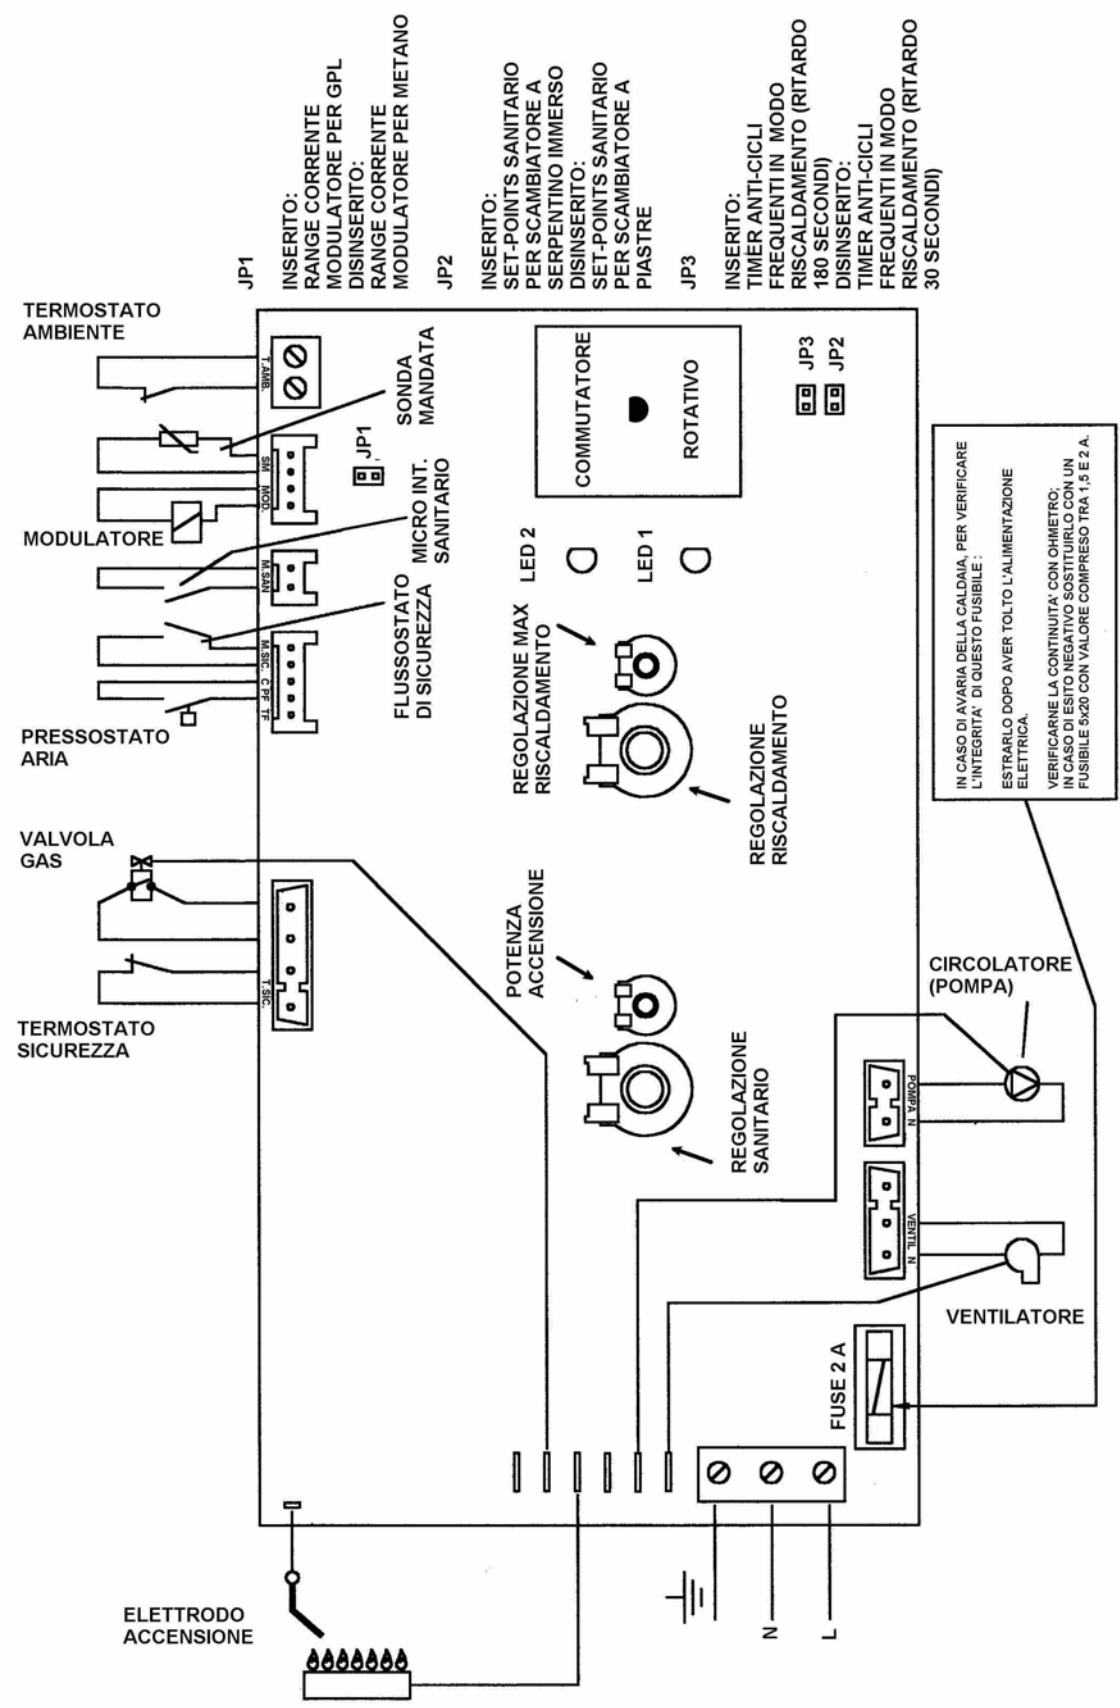 TERMOSTATO
AMBIENTE
MODULATORE
PRESSOSTATO
ARIA
VALVOLA
GAS
TERMOSTATO
SICUREZZA
ELETTRODO
ACCENSIONE
JP1
INSERITO:
RANGE CORRENTE
MODULATORE PER GPL
DISINSERITO:
RANGE CORRENTE
MODULATORE PER METANO
JP2
INSERITO:
SET-POINTS SANITARIO
PER SCAMBIATORE A
SERPENTINO IMMERSO
DISINSERITO:
SET-POINTS SANITARIO
PER SCAMBIATORE A
PIASTRE
JP3
INSERITO:
TIMER ANTI-CICLI
FREQUENTI IN MODO
RISCALDAMENTO (RITARDO
180 SECONDI)
DISINSERITO:
TIMER ANTI-CICLI
FREQUENTI IN MODO
RISCALDAMENTO (RITARDO
30 SECONDI)
T.AMB.
SM
MOD.
M.SAN
M.SIC.
C PF
TF
T.SIC.
SONDA
MANDATA
JP1
MICRO INT.
SANITARIO
FLUSSOSTATO
DI SICUREZZA
COMMUTATORE
ROTATIVO
JP3
JP2
LED 2
LED 1
REGOLAZIONE MAX
RISCALDAMENTO
REGOLAZIONE
RISCALDAMENTO
POTENZA
ACCENSIONE
REGOLAZIONE
SANITARIO
IN CASO DI AVARIA DELLA CALDAIA, PER VERIFICARE
L'INTEGRITA' DI QUESTO FUSIBILE :
ESTRARLO DOPO AVER TOLTO L'ALIMENTAZIONE
ELETTRICA.
VERIFICARNE LA CONTINUITA' CON OHMETRO;
IN CASO DI ESITO NEGATIVO SOSTITUIRLO CON UN
FUSIBILE 5x20 CON VALORE COMPRESO TRA 1,5 E 2 A.
CIRCOLATORE
(POMPA)
POMPA N
VENTIL N
VENTILATORE
FUSE 2 A
N
L